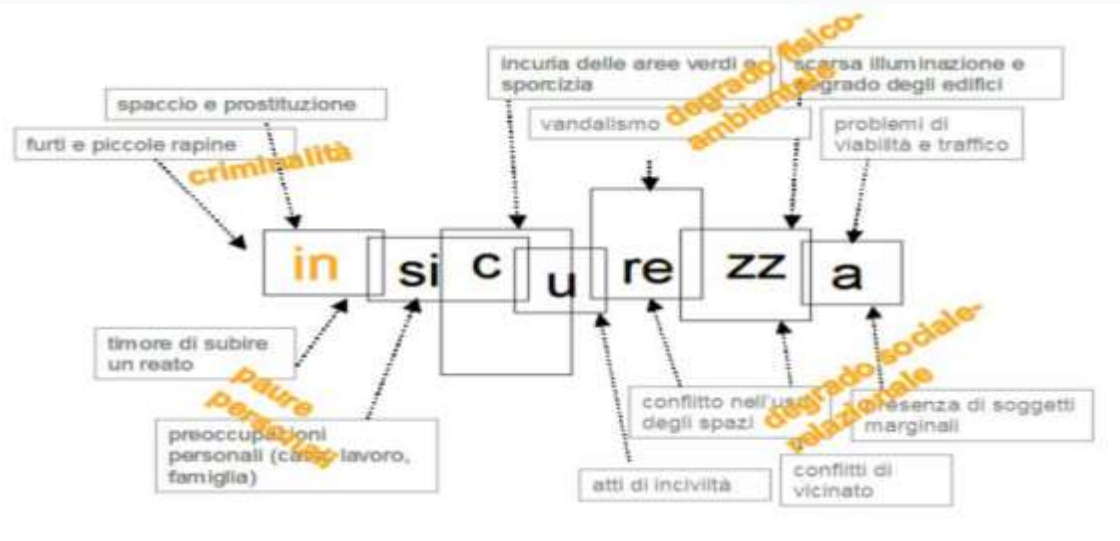 incuria delle aree verdi e
sporcizia
degrado fisico-
ambientale
scarsa illuminazione e
degrado degli edifici
spaccio e prostituzione
vandalismo
problemi di
viabilità e traffico
furti e piccole rapine
criminalità
in si c u re zz a
timore di subire
un reato
paure
personali
preoccupazioni
personali (casa, lavoro,
famiglia)
conflitto nell'uso
degli spazi
degrado sociale-
relazionale
presenza di soggetti
marginali
atti di inciviltà
conflitti di
vicinato